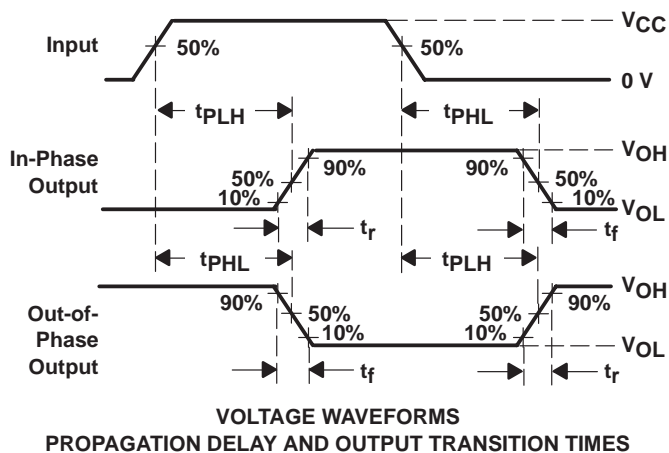 VCC
Input
50%
50%
0 V
tPLH
tPHL
In-Phase
Output
VOH
90%
90%
50%
50%
10%
10%
VOL
tr
tf
tPHL
tPLH
Out-of-
Phase
Output
VOH
90%
90%
50%
50%
10%
10%
VOL
tf
tr
VOLTAGE WAVEFORMS
PROPAGATION DELAY AND OUTPUT TRANSITION TIMES